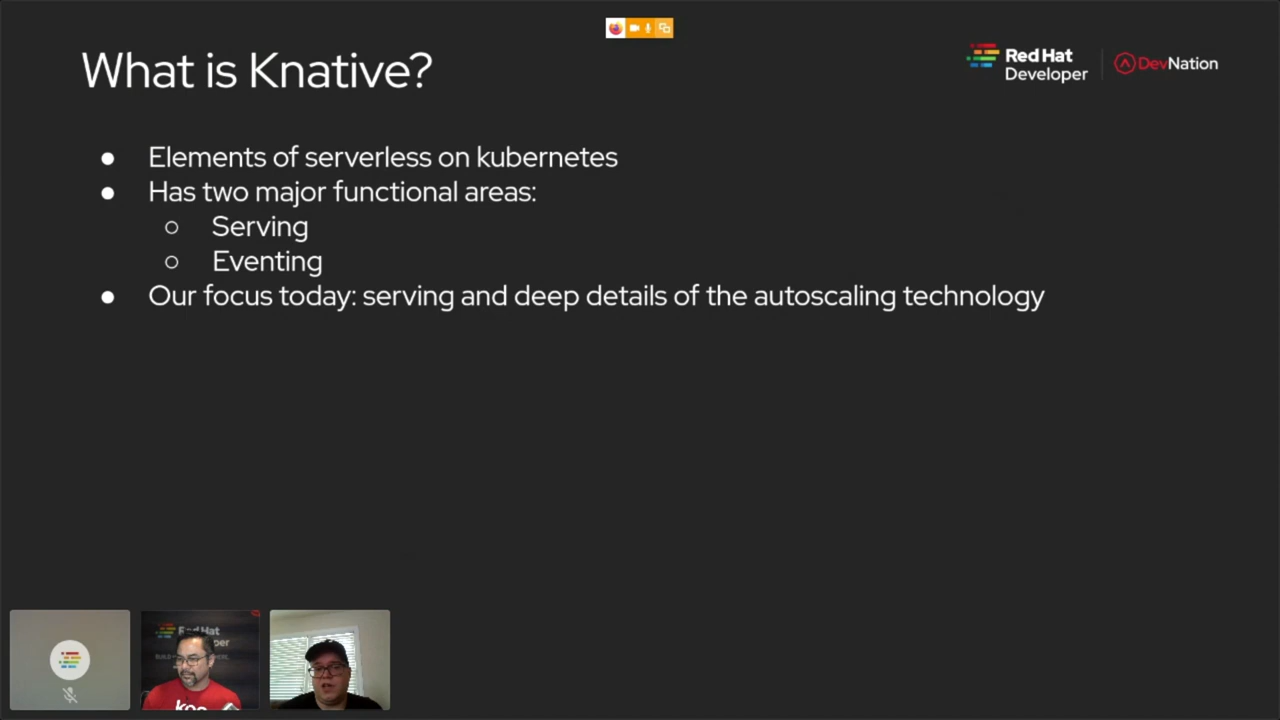 What is Knative?
Red Hat
Developer
DevNation
Elements of serverless on kubernetes
Has two major functional areas:
Serving
Eventing
Our focus today: serving and deep details of the autoscaling technology